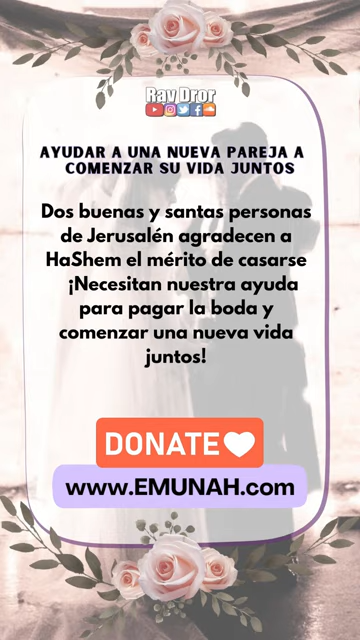 Rav Dror
AYUDAR A UNA NUEVA PAREJA A
COMENZAR SU VIDA JUNTOS
Dos buenas y santas personas
de Jerusalén agradecen a
HaShem el mérito de casarse
¡Necesitan nuestra ayuda
para pagar la boda y
comenzar una nueva vida
juntos!
DONATE
www.EMUNAH.com